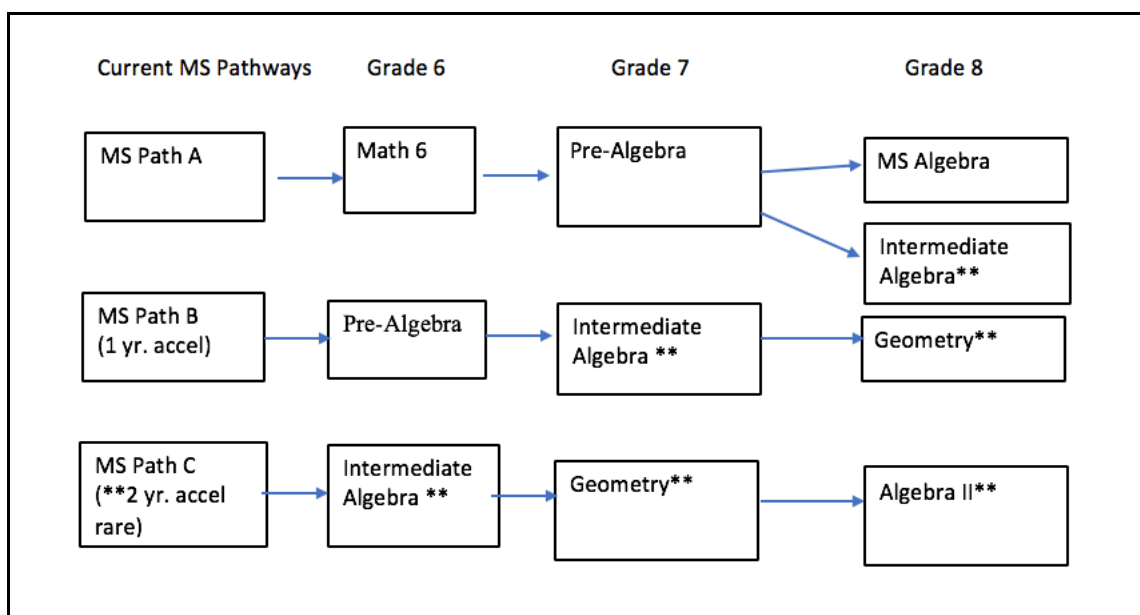 Current MS Pathways
Grade 6
Grade 7
Grade 8
MS Path A
Math 6
Pre-Algebra
MS Algebra
Intermediate
Algebra**
MS Path B
(1 yr. accel)
Pre-Algebra
Intermediate
Algebra **
Geometry**
MS Path C
(**2 yr. accel
rare)
Intermediate
Algebra **
Geometry**
Algebra II**